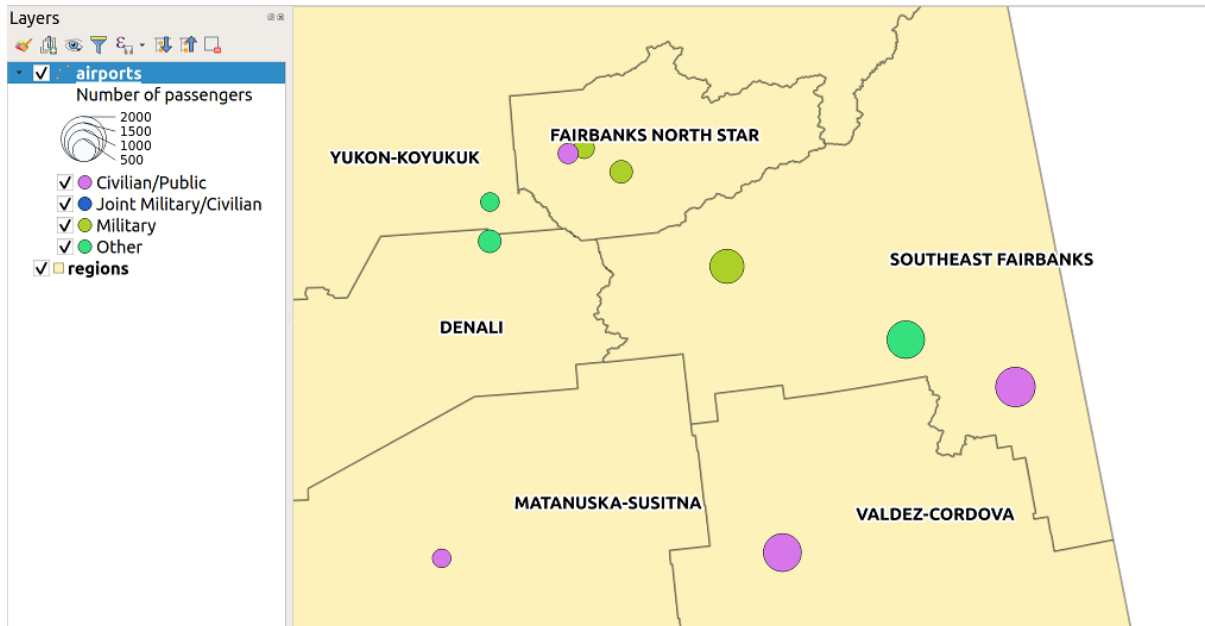 Layers
airports
Number of passengers
2000
1500
1000
500
Civilian/Public
Joint Military/Civilian
Military
Other
regions
FAIRBANKS NORTH STAR
YUKON-KOYUKUK
SOUTHEAST FAIRBANKS
DENALI
MATANUSKA-SUSITNA
VALDEZ-CORDOVA